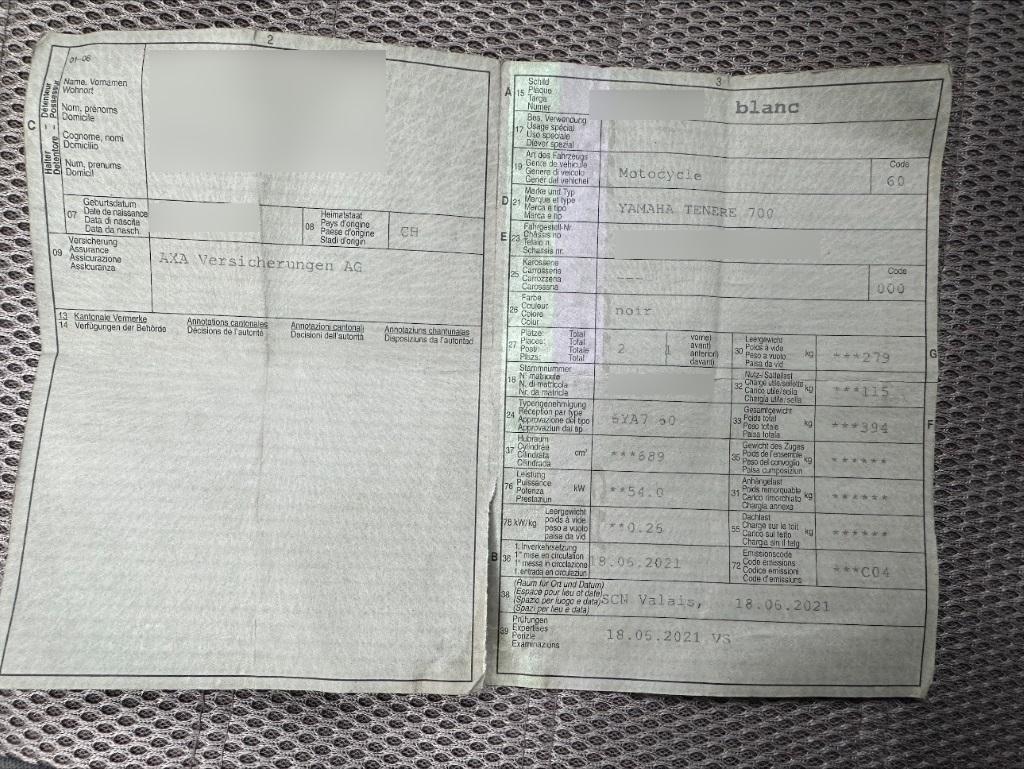 2
01-06
C
Halter Détenteur
Detentore Possessur
Name, Vornamen
Wohnort
Nom, prénoms
Domicile
Cognome, nomi
Domicilio
Num, prenums
Domicil
07
Geburtsdatum
Date de naissance
Data di nascita
Data da nasch.
08
Heimatstaat
Pays d'origine
Paese d'origine
Stadi d'origin
CH
09
Versicherung
Assurance
Assicurazione
Assicuranza
AXA Versicherungen AG
13 Kantonale Vermerke
14 Verfügungen der Behörde
Annotations cantonales
Décisions de l'autorité
Annotazioni cantonali
Decisioni dell'autorità
Annotaziuns chantunalas
Disposiziuns da l'autoritad
3
A 15
Schild
Plaque
Targa
Numer
blanc
17
Bes. Verwendung
Usage spécial
Uso speciale
Diever spezial
19
Art des Fahrzeugs
Genre de véhicule
Genere di veicolo
Gener dal vehichel
Motocycle
Code
60
D 21
Marke und Typ
Marque et type
Marca e tipo
Marca e tip
YAMAHA TENERE 700
E 23
Fahrgestell-Nr.
Châssis no
Telaio n.
Schassis nr.
25
Karosserie
Carrosserie
Carrozzeria
Carossaria
---
Code
000
26
Farbe
Couleur
Colore
Colur
noir
27
Plätze: Total
Places: Total
Posti: Totale
Plazs: Total
2
1
vorne)
avant)
anteriori)
davant)
30
Leergewicht
Poids à vide
Peso a vuoto
Paisa da vid
kg
***279
G
18
Stammnummer
N° matricule
N. di matricola
Nr. da matricla
32
Nutz-/Sattellast
Charge utile/sellette
Carico utile/sella
Chargia utila/sella
kg
***115
24
Typengenehmigung
Réception par type
Approvazione del tipo
Approvaziun dal tip
6YA7 60
33
Gesamtgewicht
Poids total
Peso totale
Paisa totala
kg
***394
F
37
Hubraum
Cylindrée
Cilindrata
Cilindrada
cm³
***689
35
Gewicht des Zuges
Poids de l'ensemble
Peso del convoglio
Paisa cumposiziun
kg
******
76
Leistung
Puissance
Potenza
Prestaziun
kW
**54.0
31
Anhängelast
Poids remorquable
Carico rimorchiato
Chargia annexa
kg
******
78 kW/kg
Leergewicht
poids à vide
peso a vuoto
paisa da vid
**0.26
55
Dachlast
Charge sur le toit
Carico sul tetto
Chargia sin il tetg
kg
******
B 36
1. Inverkehrsetzung
1re mise en circulation
1a messa in circolazione
1. entrada en circulaziun
18.06.2021
72
Emissionscode
Code émissions
Codice emissioni
Code d'emissiuns
***C04
38
(Raum für Ort und Datum)
(Espace pour lieu et date)
(Spazio per luogo e data)
(Spazi per lieu e data)
SCN Valais, 18.06.2021
39
Prüfungen
Expertises
Perizie
Examinaziuns
18.06.2021 VS